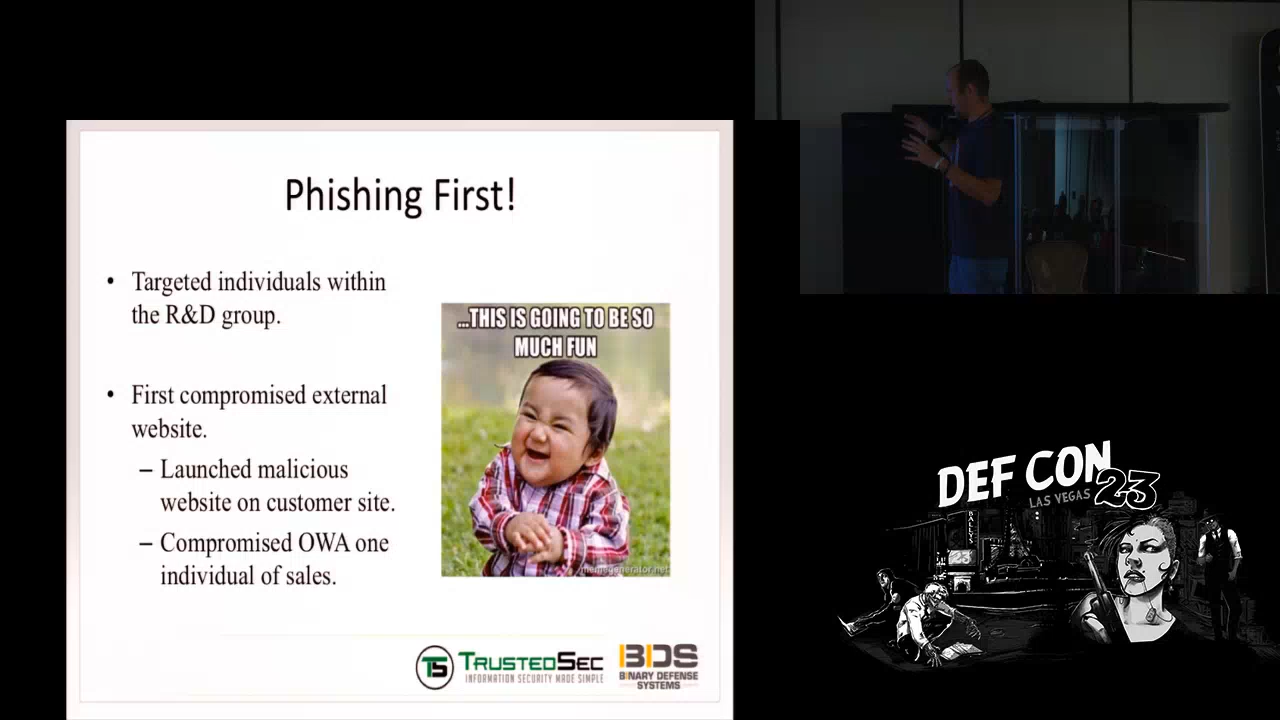 Phishing First!
• Targeted individuals within
the R&D group.
• First compromised external
website.
– Launched malicious
website on customer site.
– Compromised OWA one
individual of sales.
...THIS IS GOING TO BE SO
MUCH FUN
memegenerator.net
TS TRUSTEDSEC
INFORMATION SECURITY MADE SIMPLE
BDS
BINARY DEFENSE
SYSTEMS
DEF CON
LAS VEGAS 23
BALLYS